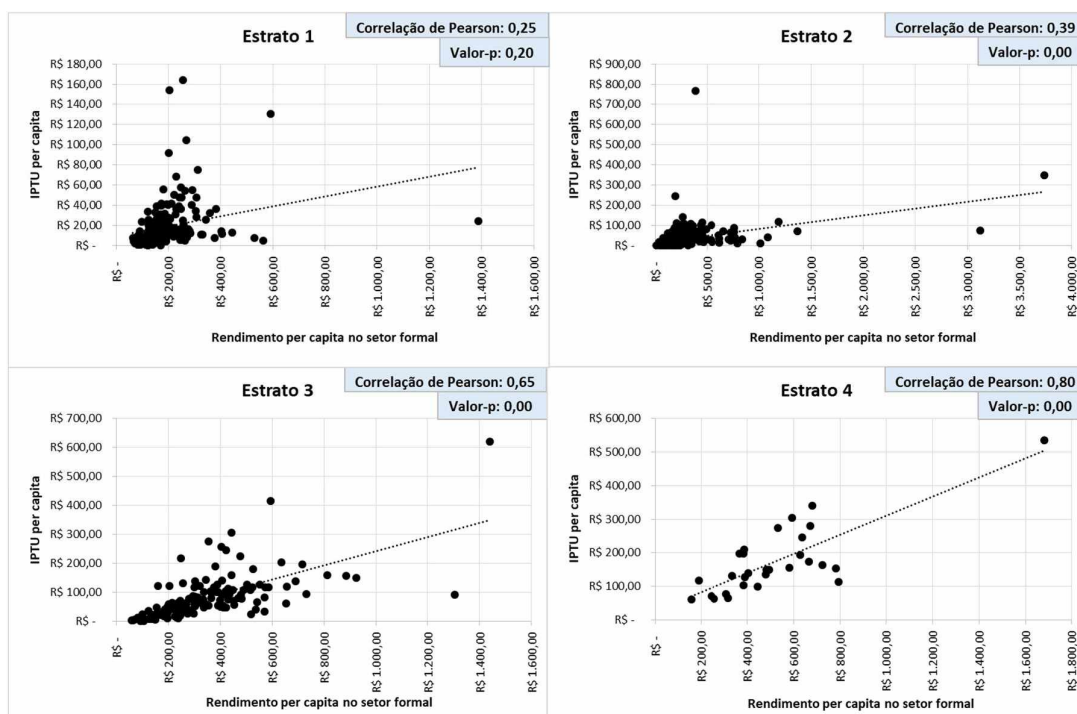 Estrato 1
Correlação de Pearson: 0,25
Valor-p: 0,20
IPTU per capita
R$ 180,00
R$ 160,00
R$ 140,00
R$ 120,00
R$ 100,00
R$ 80,00
R$ 60,00
R$ 40,00
R$ 20,00
R$ -
R$ -
R$ 200,00
R$ 400,00
R$ 600,00
R$ 800,00
R$ 1.000,00
R$ 1.200,00
R$ 1.400,00
R$ 1.600,00
Rendimento per capita no setor formal
Estrato 2
Correlação de Pearson: 0,39
Valor-p: 0,00
IPTU per capita
R$ 900,00
R$ 800,00
R$ 700,00
R$ 600,00
R$ 500,00
R$ 400,00
R$ 300,00
R$ 200,00
R$ 100,00
R$ -
R$ -
R$ 500,00
R$ 1.000,00
R$ 1.500,00
R$ 2.000,00
R$ 2.500,00
R$ 3.000,00
R$ 3.500,00
R$ 4.000,00
Rendimento per capita no setor formal
Estrato 3
Correlação de Pearson: 0,65
Valor-p: 0,00
IPTU per capita
R$ 700,00
R$ 600,00
R$ 500,00
R$ 400,00
R$ 300,00
R$ 200,00
R$ 100,00
R$ -
R$ -
R$ 200,00
R$ 400,00
R$ 600,00
R$ 800,00
R$ 1.000,00
R$ 1.200,00
R$ 1.400,00
R$ 1.600,00
Rendimento per capita no setor formal
Estrato 4
Correlação de Pearson: 0,80
Valor-p: 0,00
IPTU per capita
R$ 600,00
R$ 500,00
R$ 400,00
R$ 300,00
R$ 200,00
R$ 100,00
R$ -
R$ -
R$ 200,00
R$ 400,00
R$ 600,00
R$ 800,00
R$ 1.000,00
R$ 1.200,00
R$ 1.400,00
R$ 1.600,00
R$ 1.800,00
Rendimento per capita no setor formal